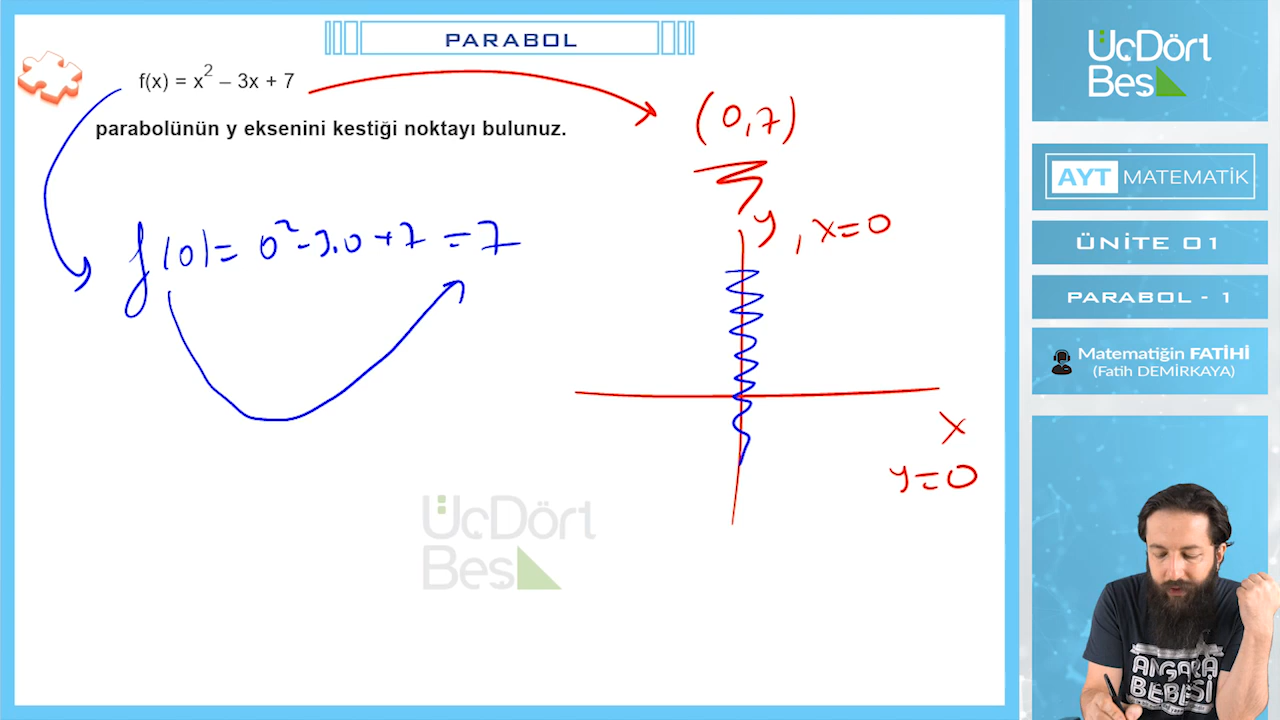 PARABOL
f(x) = x² – 3x + 7
parabolünün y eksenini kestiği noktayı bulunuz.
(0,7)
f(0) = 0² - 3.0 + 7 = 7
y, x=0
x
y=0
ÜçDört
Beş
ÜçDört
Beş
AYT MATEMATİK
ÜNİTE 01
PARABOL - 1
Matematiğin FATİHİ
(Fatih DEMİRKAYA)
ANGARA
BEBESİ